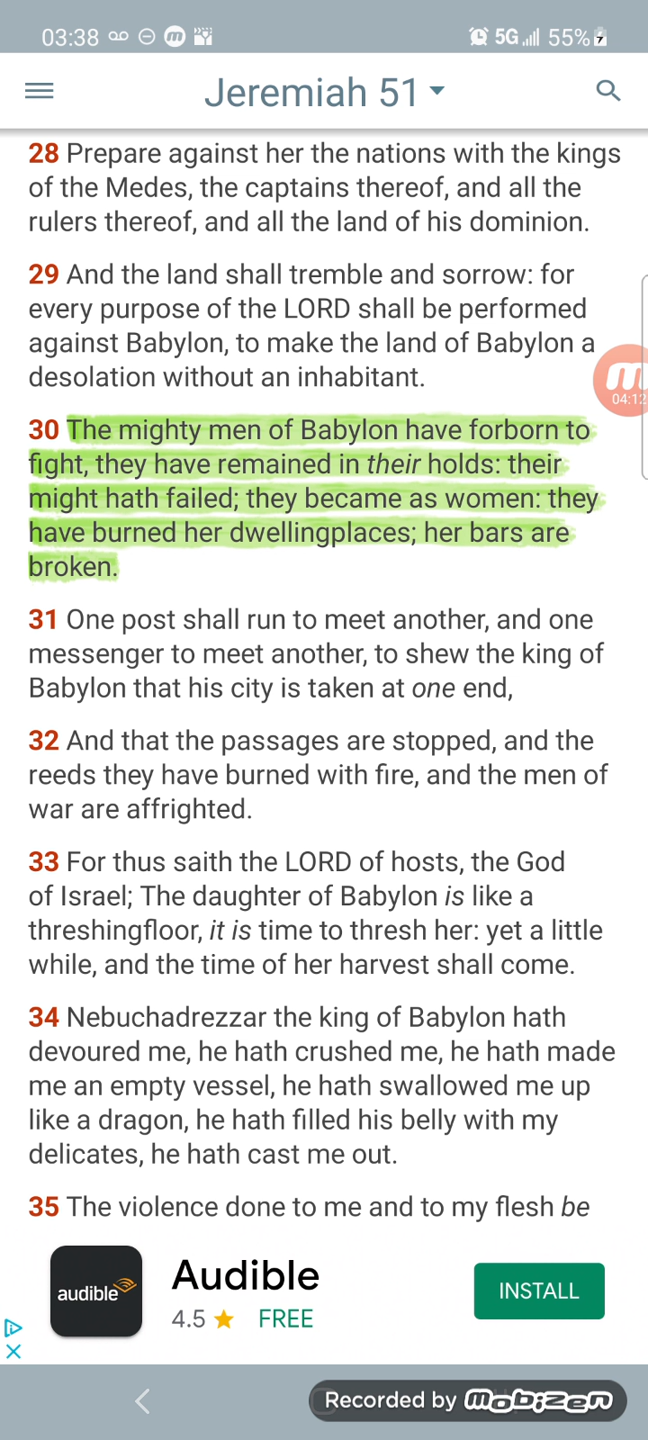 03:38 5G 55%
Jeremiah 51
28 Prepare against her the nations with the kings
of the Medes, the captains thereof, and all the
rulers thereof, and all the land of his dominion.
29 And the land shall tremble and sorrow: for
every purpose of the LORD shall be performed
against Babylon, to make the land of Babylon a
desolation without an inhabitant.
04:12
30 The mighty men of Babylon have forborn to
fight, they have remained in their holds: their
might hath failed; they became as women: they
have burned her dwellingplaces; her bars are
broken.
31 One post shall run to meet another, and one
messenger to meet another, to shew the king of
Babylon that his city is taken at one end,
32 And that the passages are stopped, and the
reeds they have burned with fire, and the men of
war are affrighted.
33 For thus saith the LORD of hosts, the God
of Israel; The daughter of Babylon is like a
threshingfloor, it is time to thresh her: yet a little
while, and the time of her harvest shall come.
34 Nebuchadrezzar the king of Babylon hath
devoured me, he hath crushed me, he hath made
me an empty vessel, he hath swallowed me up
like a dragon, he hath filled his belly with my
delicates, he hath cast me out.
35 The violence done to me and to my flesh be
audible
Audible
4.5 FREE
INSTALL
Recorded by mobizen